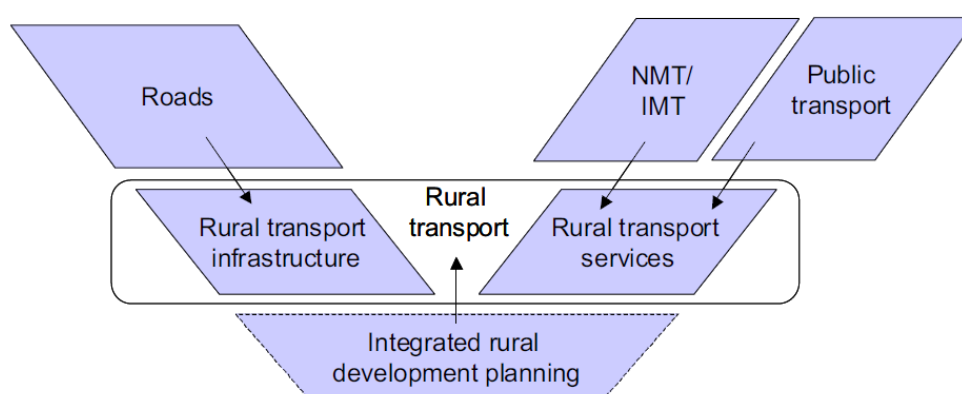 Roads
NMT/
IMT
Public
transport
Rural
transport
Rural transport
infrastructure
Rural transport
services
Integrated rural
development planning